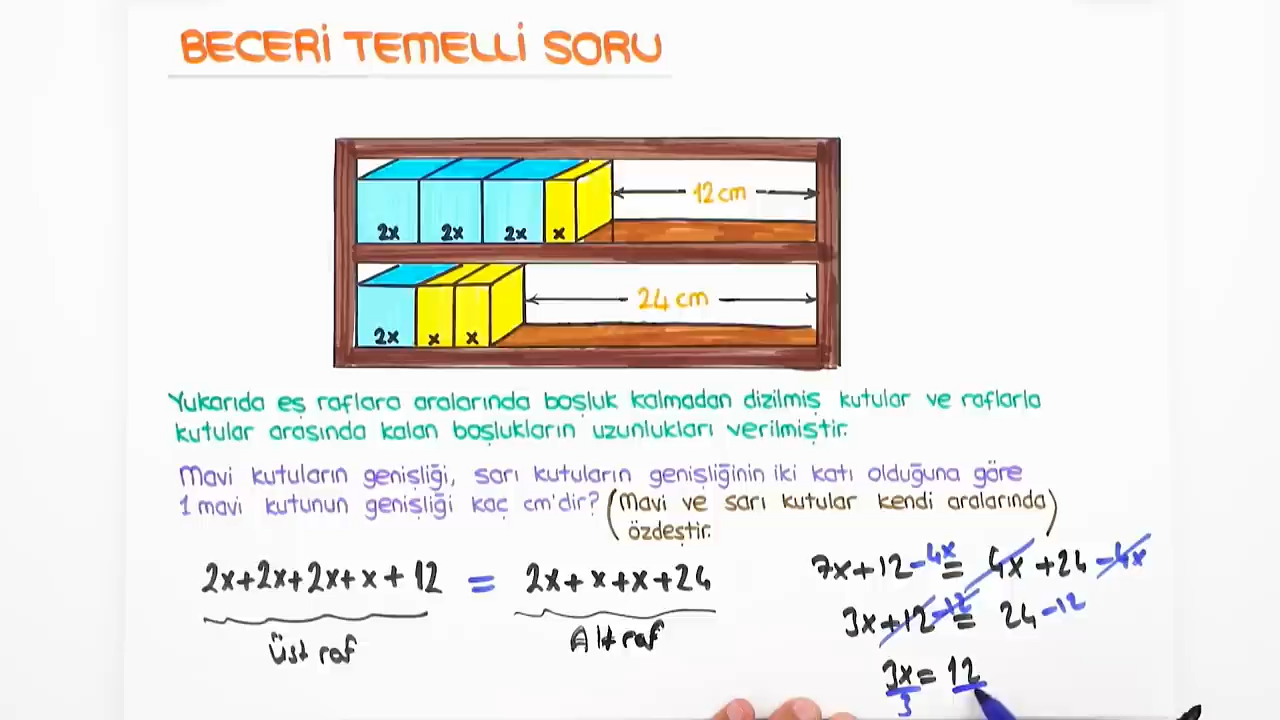 BECERİ TEMELLİ SORU
12 cm
2x 2x 2x x
24 cm
2x x x
Yukarıda eş raflara aralarında boşluk kalmadan dizilmiş kutular ve raflarla
kutular arasında kalan boşlukların uzunlukları verilmiştir.
Mavi kutuların genişliği, sarı kutuların genişliğinin iki katı olduğuna göre
1 mavi kutunun genişliği kaç cm'dir? (Mavi ve sarı kutular kendi aralarında
özdeştir.)
2x+2x+2x+x+12 = 2x+x+x+24
Üst raf
Alt raf
7x+12-4x = 4x+24-4x
3x+12-12 = 24-12
3x = 12
3